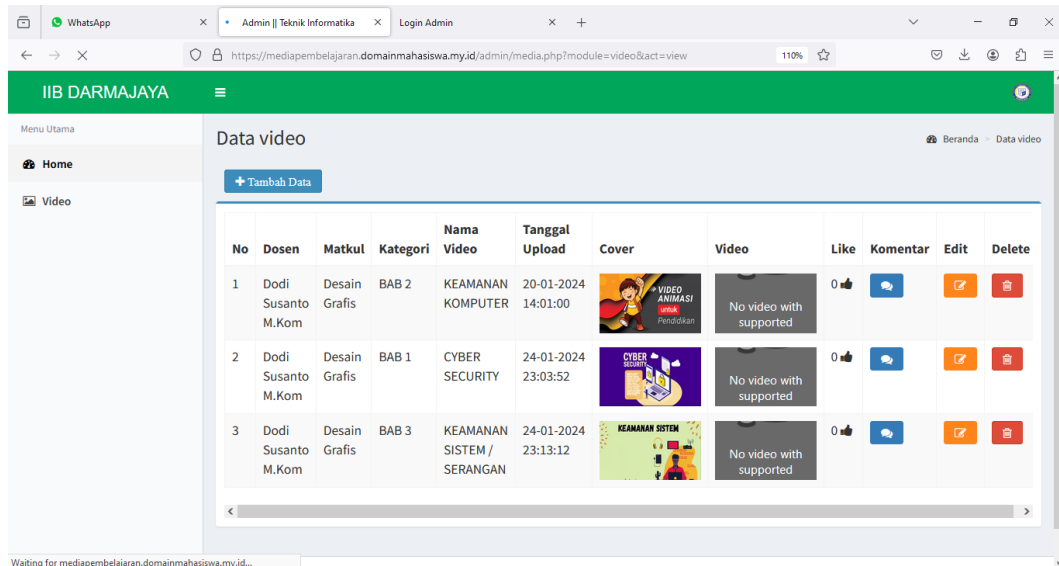 WhatsApp
Admin || Teknik Informatika
Login Admin
https://mediapembelajaran.domainmahasiswa.my.id/admin/media.php?module=video&act=view
110%
IIB DARMAJAYA
Menu Utama
Home
Video
Data video
Beranda > Data video
Tambah Data
No Dosen Matkul Kategori Nama Video Tanggal Upload Cover Video Like Komentar Edit Delete
1 Dodi Susanto M.Kom Desain Grafis BAB 2 KEAMANAN KOMPUTER 20-01-2024 14:01:00
VIDEO
ANIMASI
untuk
Pendidikan
No video with
supported
0
2 Dodi Susanto M.Kom Desain Grafis BAB 1 CYBER SECURITY 24-01-2024 23:03:52
CYBER
SECURITY
No video with
supported
0
3 Dodi Susanto M.Kom Desain Grafis BAB 3 KEAMANAN SISTEM / SERANGAN 24-01-2024 23:13:12
KEAMANAN SISTEM
No video with
supported
0
Waiting for mediapembelajaran.domainmahasiswa.my.id...